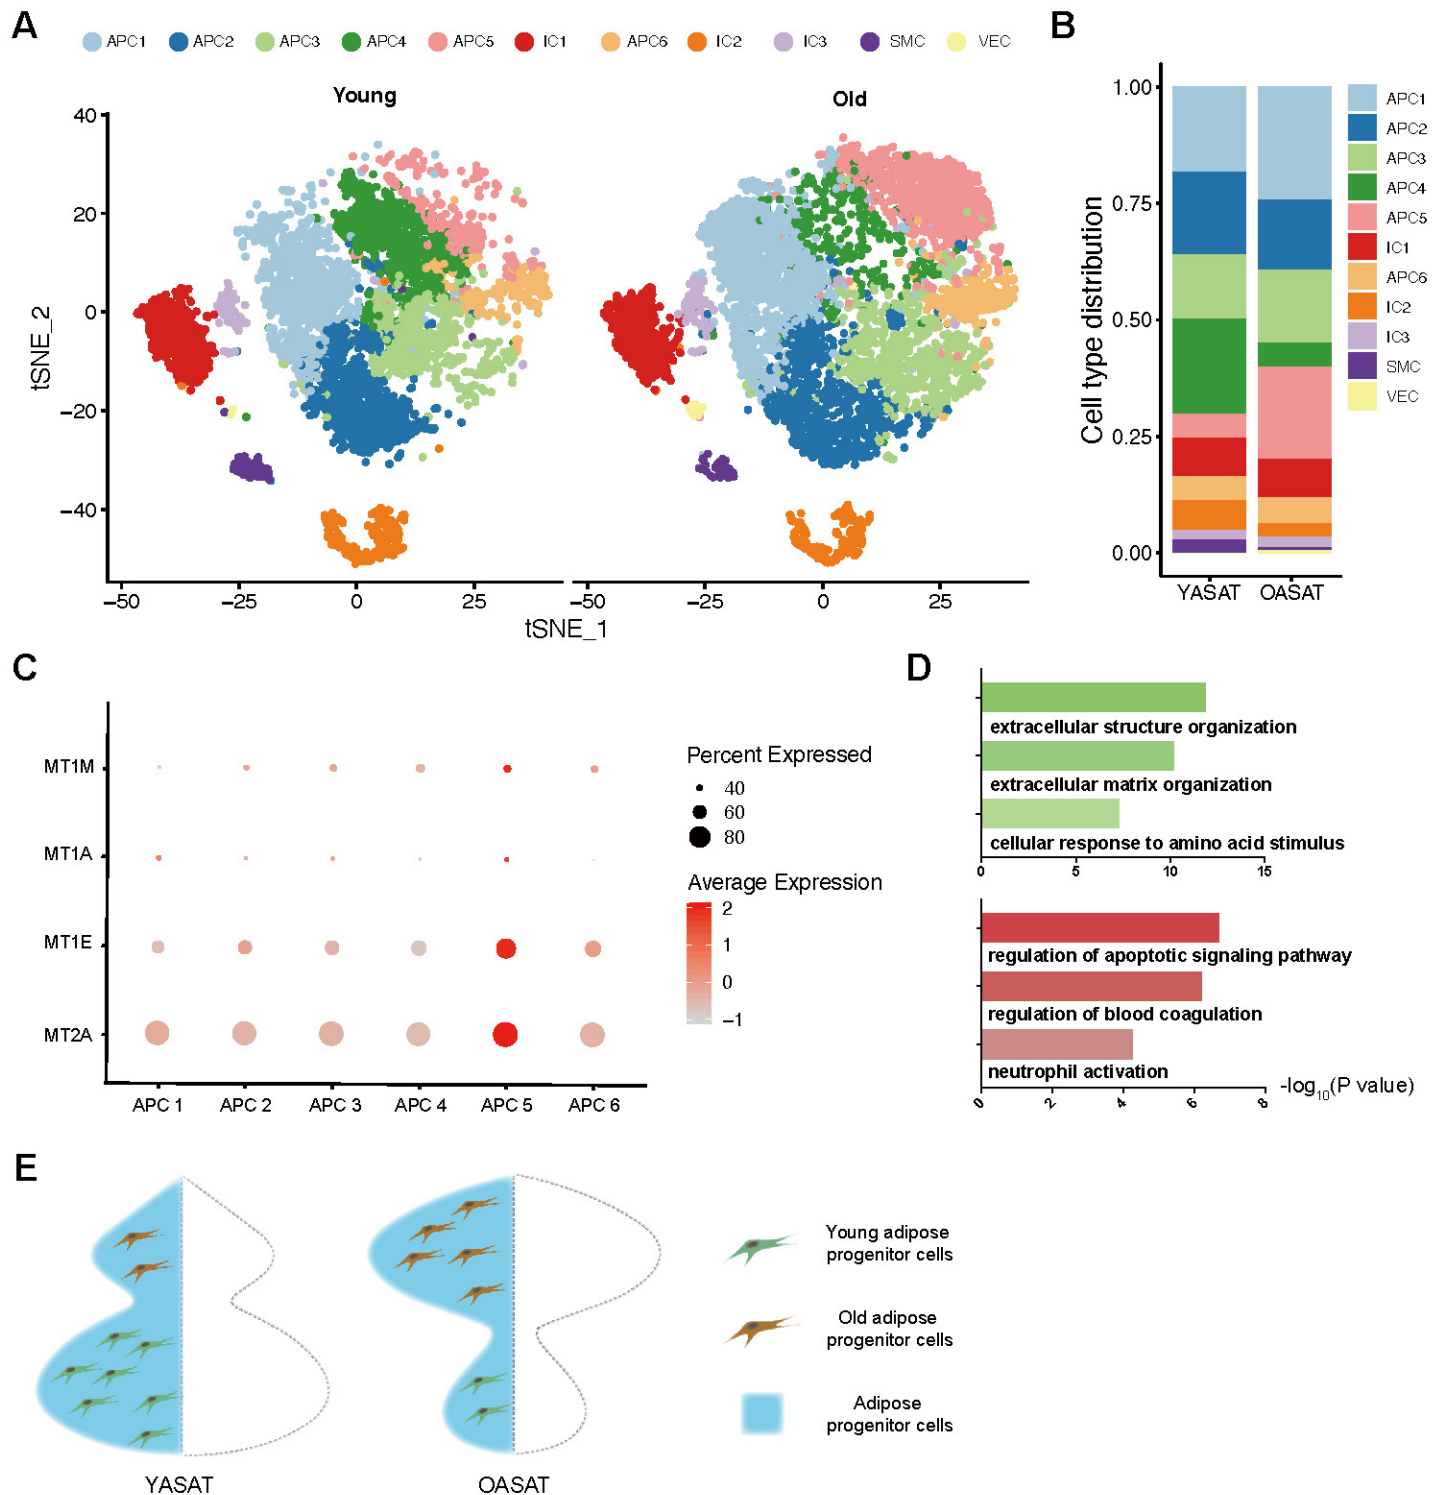 A
APC1 APC2 APC3 APC4 APC5 IC1 APC6 IC2 IC3 SMC VEC
Young Old
40
20
0
−20
−40
tSNE_2
−50 −25 0 25 −50 −25 0 25
tSNE_1
B
1.00
0.75
0.50
0.25
0.00
Cell type distribution
YASAT OASAT
APC1
APC2
APC3
APC4
APC5
IC1
APC6
IC2
IC3
SMC
VEC
C
MT1M
MT1A
MT1E
MT2A
APC 1 APC 2 APC 3 APC 4 APC 5 APC 6
Percent Expressed
40
60
80
Average Expression
2
1
0
−1
D
extracellular structure organization
extracellular matrix organization
cellular response to amino acid stimulus
0 5 10 15
regulation of apoptotic signaling pathway
regulation of blood coagulation
neutrophil activation
0 2 4 6 8
-log10(P value)
E
YASAT OASAT
Young adipose
progenitor cells
Old adipose
progenitor cells
Adipose
progenitor cells